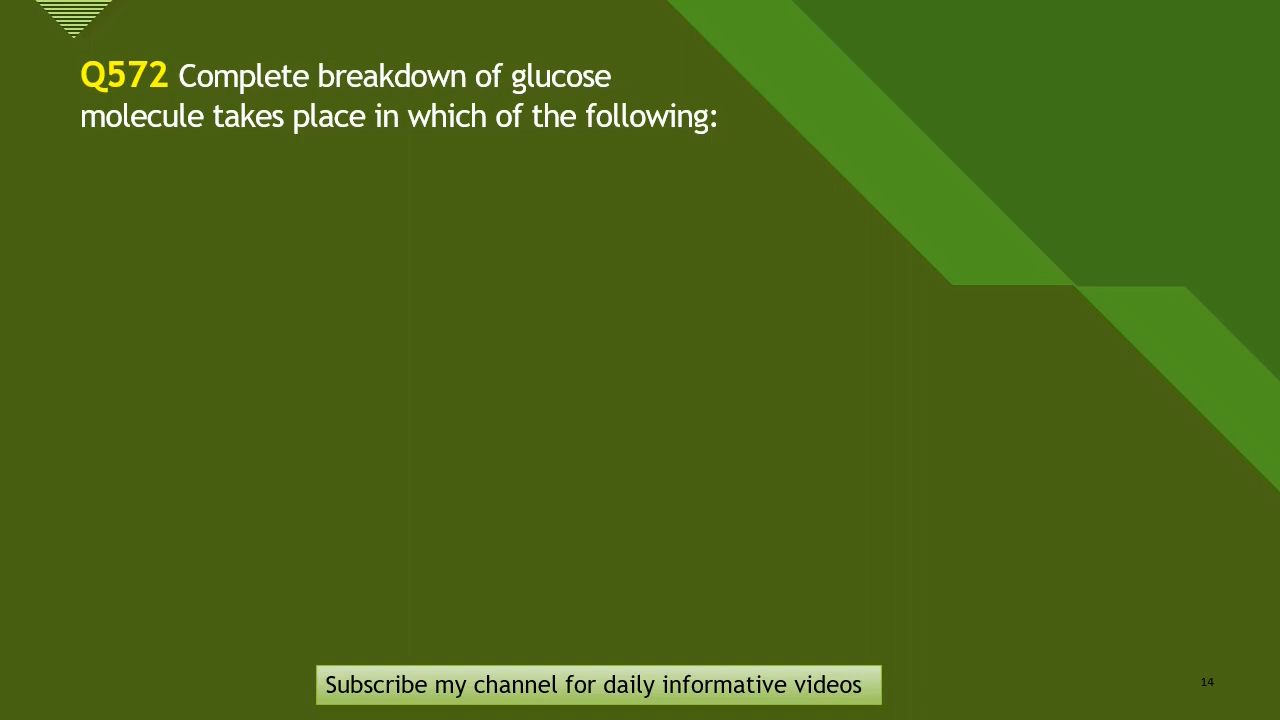 Q572 Complete breakdown of glucose
molecule takes place in which of the following:
Subscribe my channel for daily informative videos
14